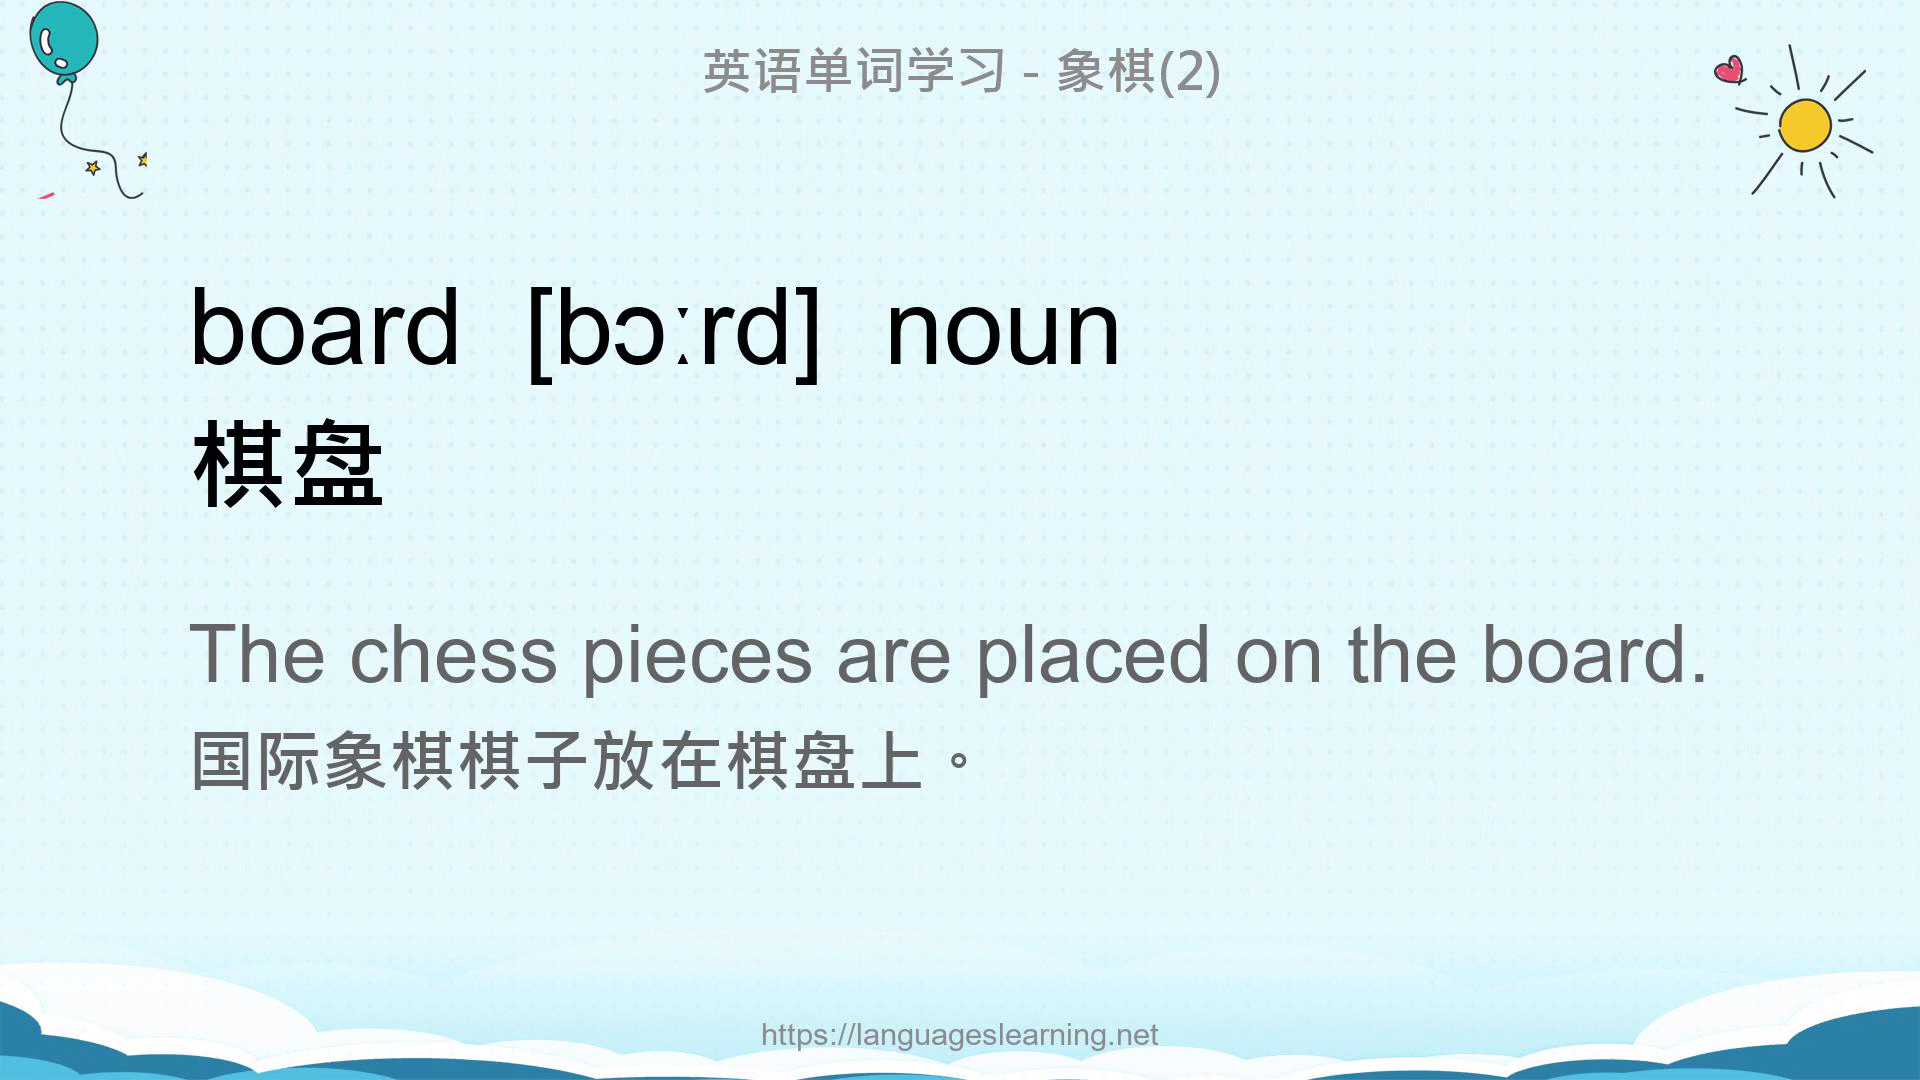 英语单词学习 - 象棋(2)
board [bɔːrd] noun
棋盘
The chess pieces are placed on the board.
国际象棋棋子放在棋盘上。
https://languageslearning.net